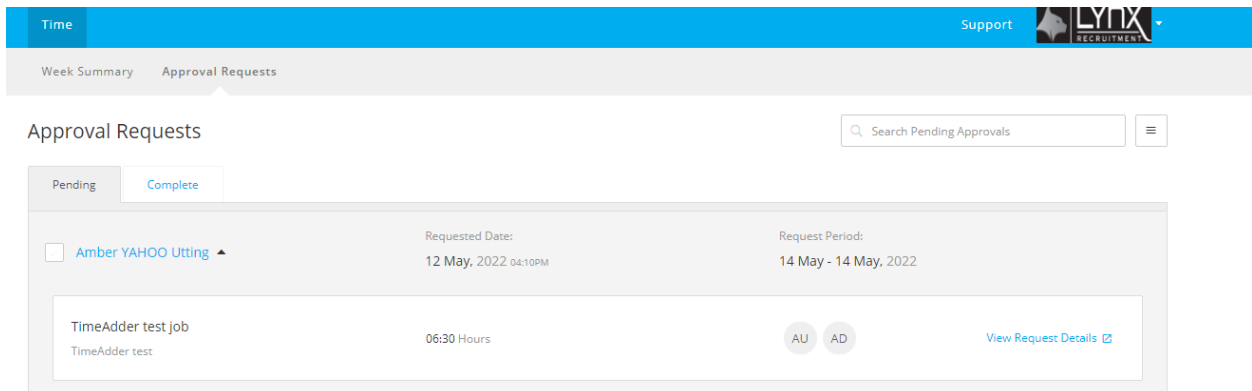 Time
Support
LYNX
RECRUITMENT
Week Summary
Approval Requests
Approval Requests
Search Pending Approvals
Pending
Complete
Amber YAHOO Utting
Requested Date:
12 May, 2022 04:10PM
Request Period:
14 May - 14 May, 2022
TimeAdder test job
TimeAdder test
06:30 Hours
AU
AD
View Request Details